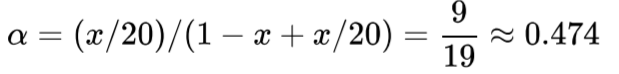 α = (x/20)/(1 − x + x/20) = 9/19 ≈ 0.474